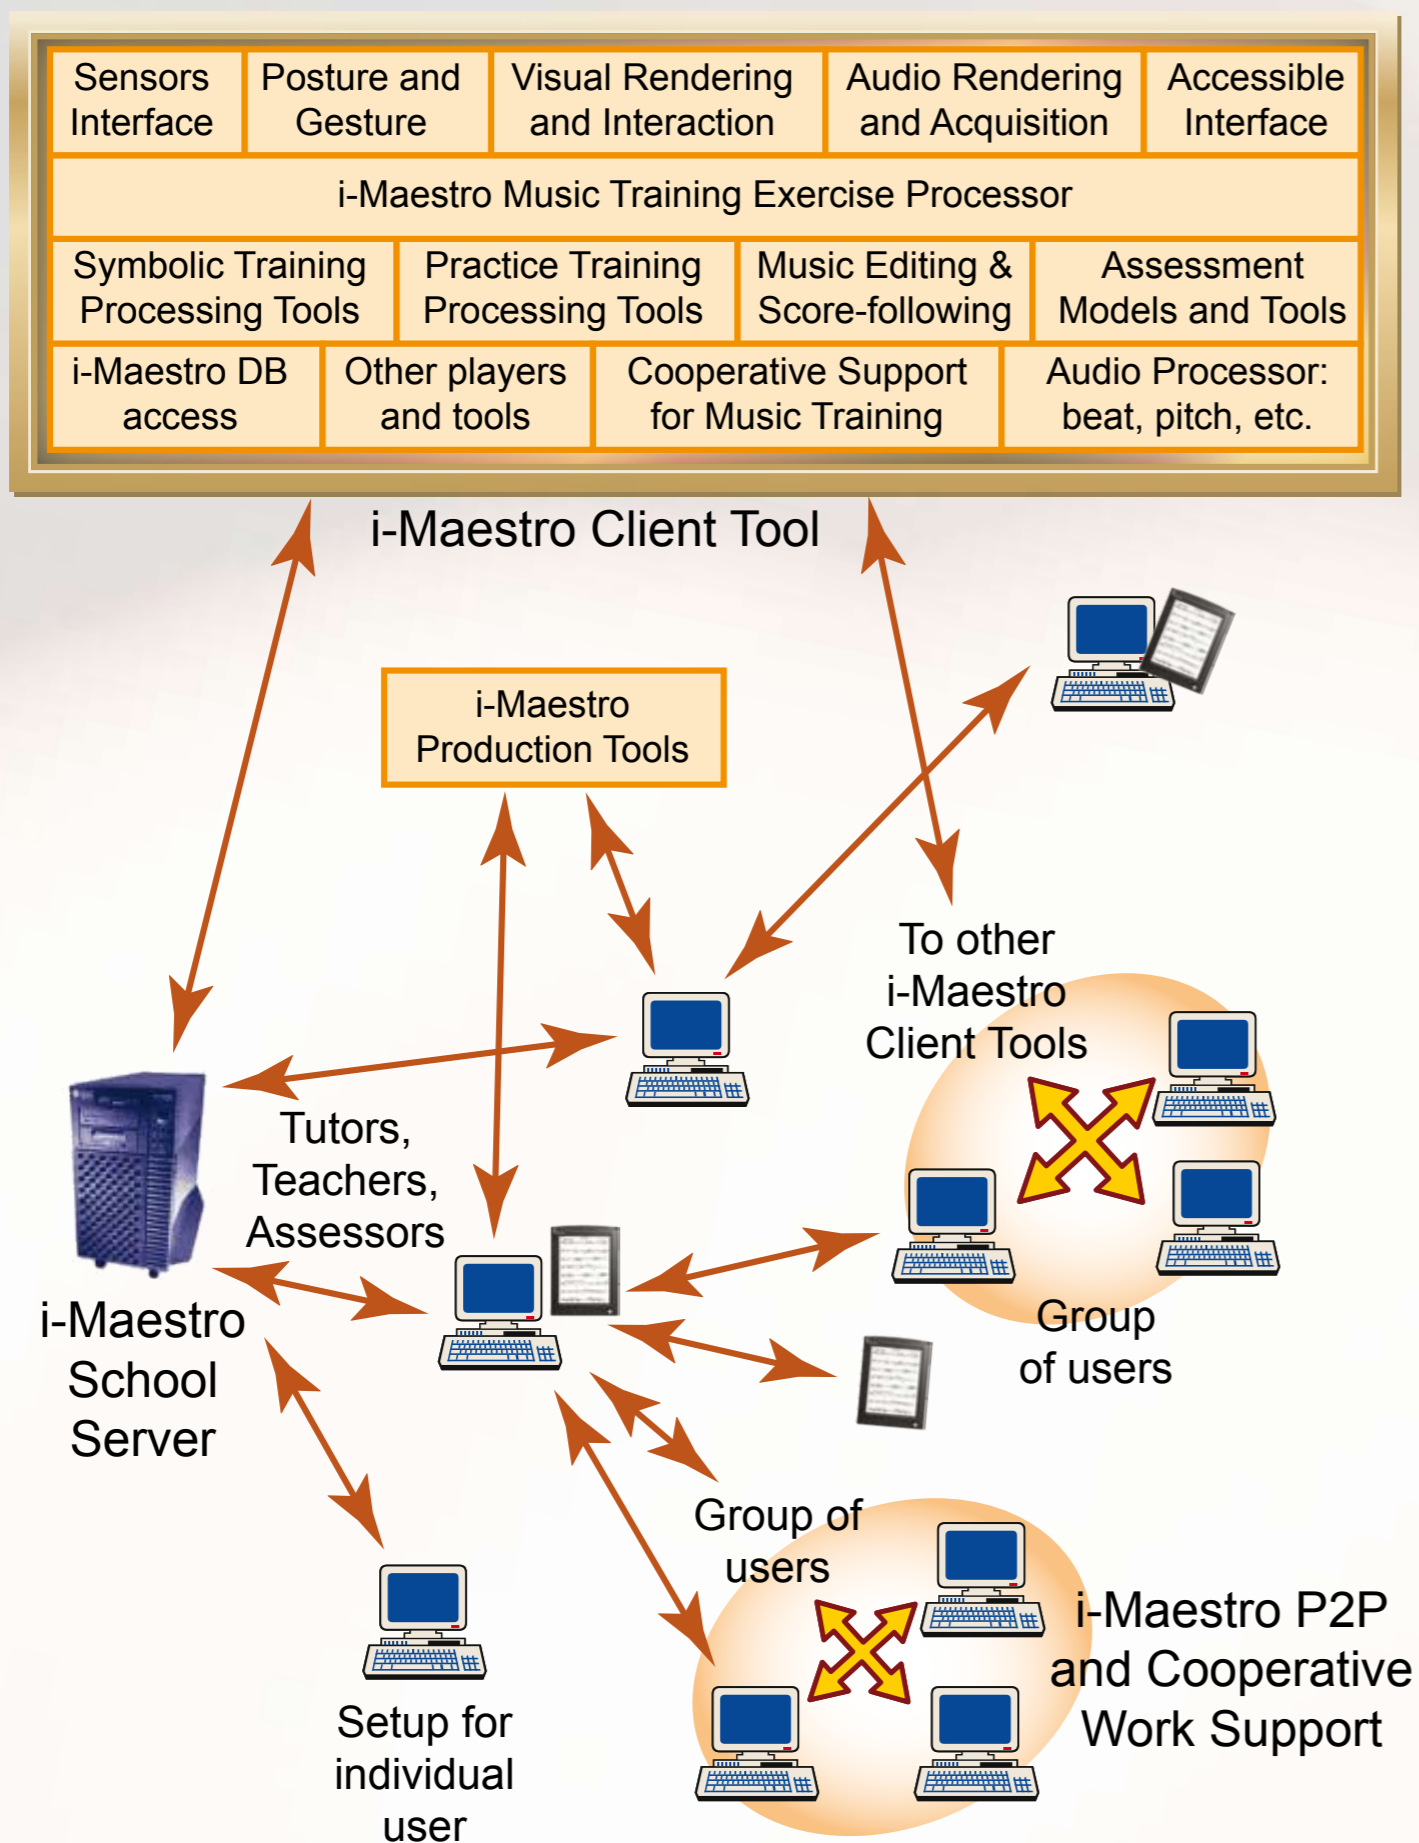 Sensors
Interface
Posture and
Gesture
Visual Rendering
and Interaction
Audio Rendering
and Acquisition
Accessible
Interface
i-Maestro Music Training Exercise Processor
Symbolic Training
Processing Tools
Practice Training
Processing Tools
Music Editing &
Score-following
Assessment
Models and Tools
i-Maestro DB
access
Other players
and tools
Cooperative Support
for Music Training
Audio Processor:
beat, pitch, etc.
i-Maestro Client Tool
i-Maestro
Production Tools
To other
i-Maestro
Client Tools
Tutors,
Teachers,
Assessors
i-Maestro
School
Server
Group
of users
Group of
users
i-Maestro P2P
and Cooperative
Work Support
Setup for
individual
user